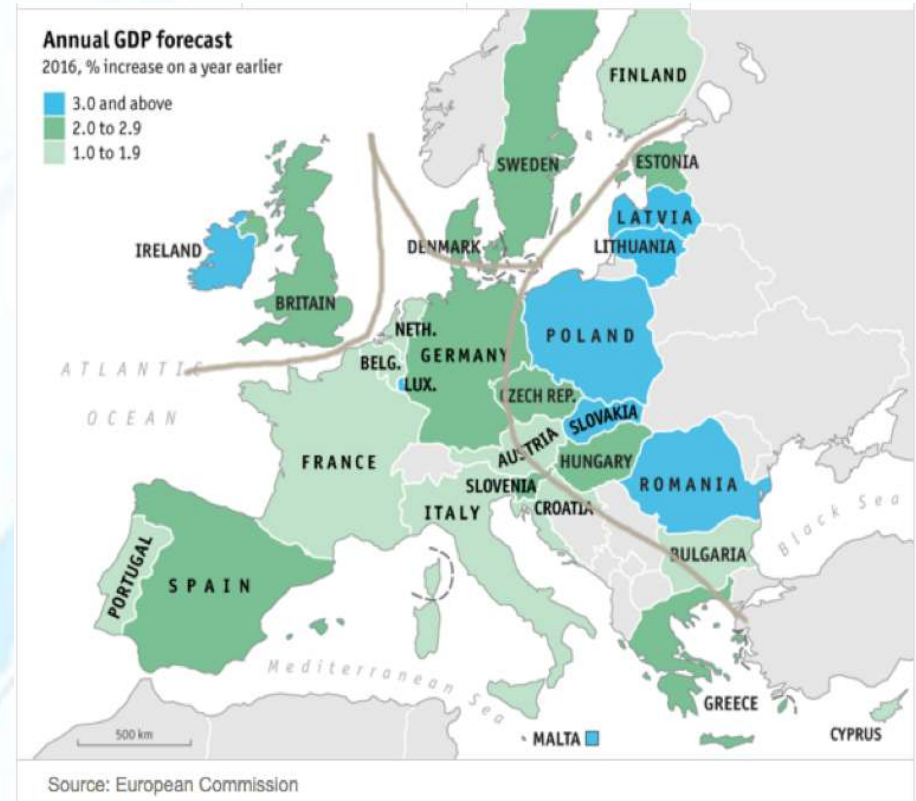 Annual GDP forecast
2016, % increase on a year earlier
3.0 and above
2.0 to 2.9
1.0 to 1.9
FINLAND
SWEDEN
ESTONIA
LATVIA
LITHUANIA
IRELAND
DENMARK
BRITAIN
NETH.
POLAND
GERMANY
BELG.
ATLANTIC
OCEAN
LUX.
CZECH REP.
SLOVAKIA
AUSTRIA
FRANCE
HUNGARY
SLOVENIA
ROMANIA
CROATIA
ITALY
Black Sea
BULGARIA
PORTUGAL
SPAIN
Mediterranean Sea
GREECE
500 km
MALTA
CYPRUS
Source: European Commission